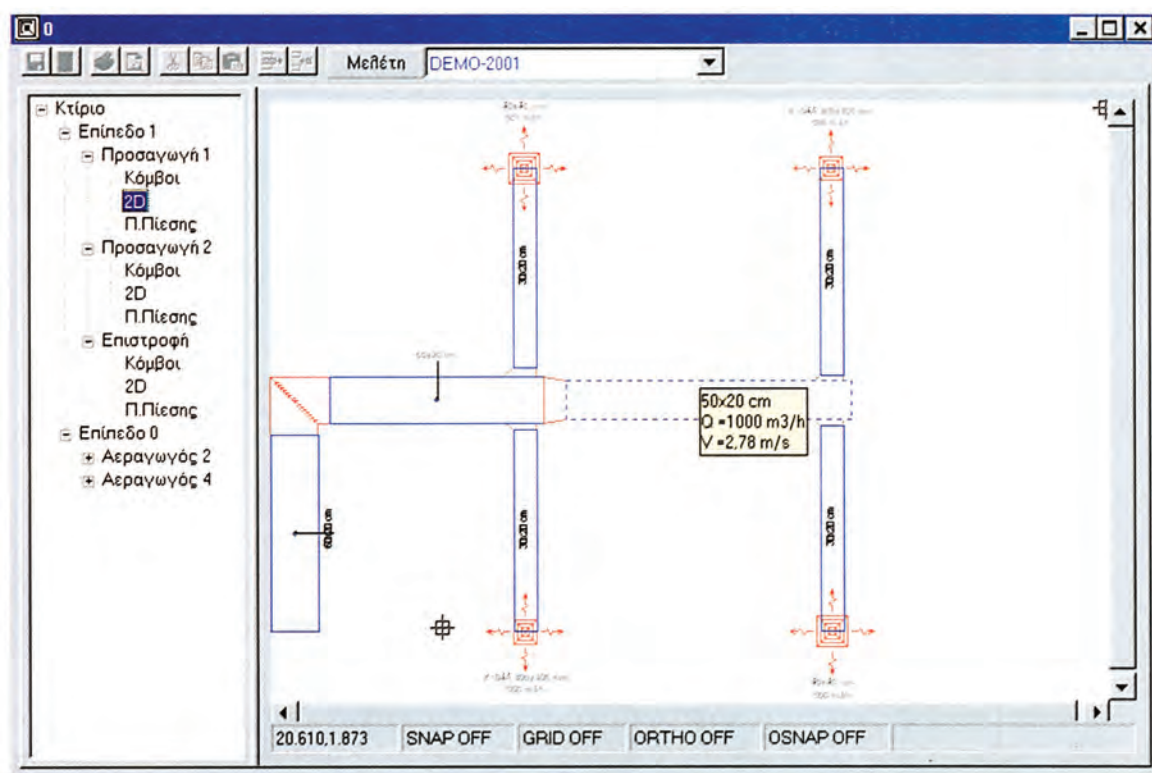 0
Μελέτη DEMO-2001
Κτίριο
Επίπεδο 1
Προσαγωγή 1
Κόμβοι
2D
Π.Πίεσης
Προσαγωγή 2
Κόμβοι
2D
Π.Πίεσης
Επιστροφή
Κόμβοι
2D
Π.Πίεσης
Επίπεδο 0
Αεραγωγός 2
Αεραγωγός 4
50x20 cm
Q =1000 m3/h
V =2,78 m/s
20.610,1.873 SNAP OFF GRID OFF ORTHO OFF OSNAP OFF